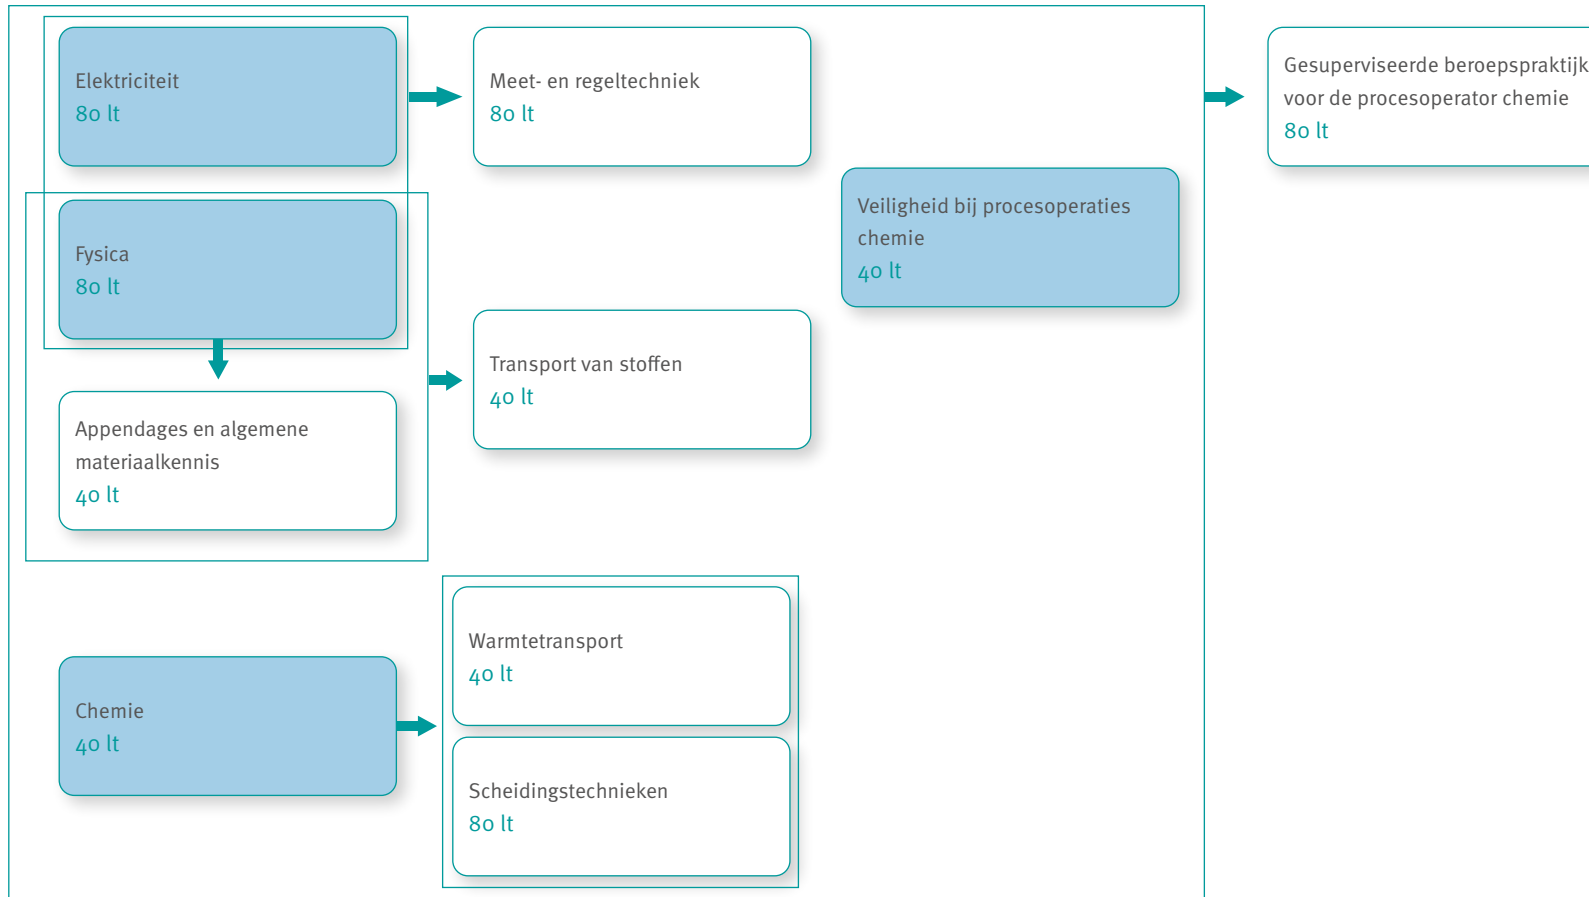 Elektriciteit
80 lt
Meet- en regeltechniek
80 lt
Gesuperviseerde beroepspraktijk
voor de procesoperator chemie
80 lt
Veiligheid bij procesoperaties
chemie
40 lt
Fysica
80 lt
Transport van stoffen
40 lt
Appendages en algemene
materiaalkennis
40 lt
Warmtetransport
40 lt
Chemie
40 lt
Scheidingstechnieken
80 lt